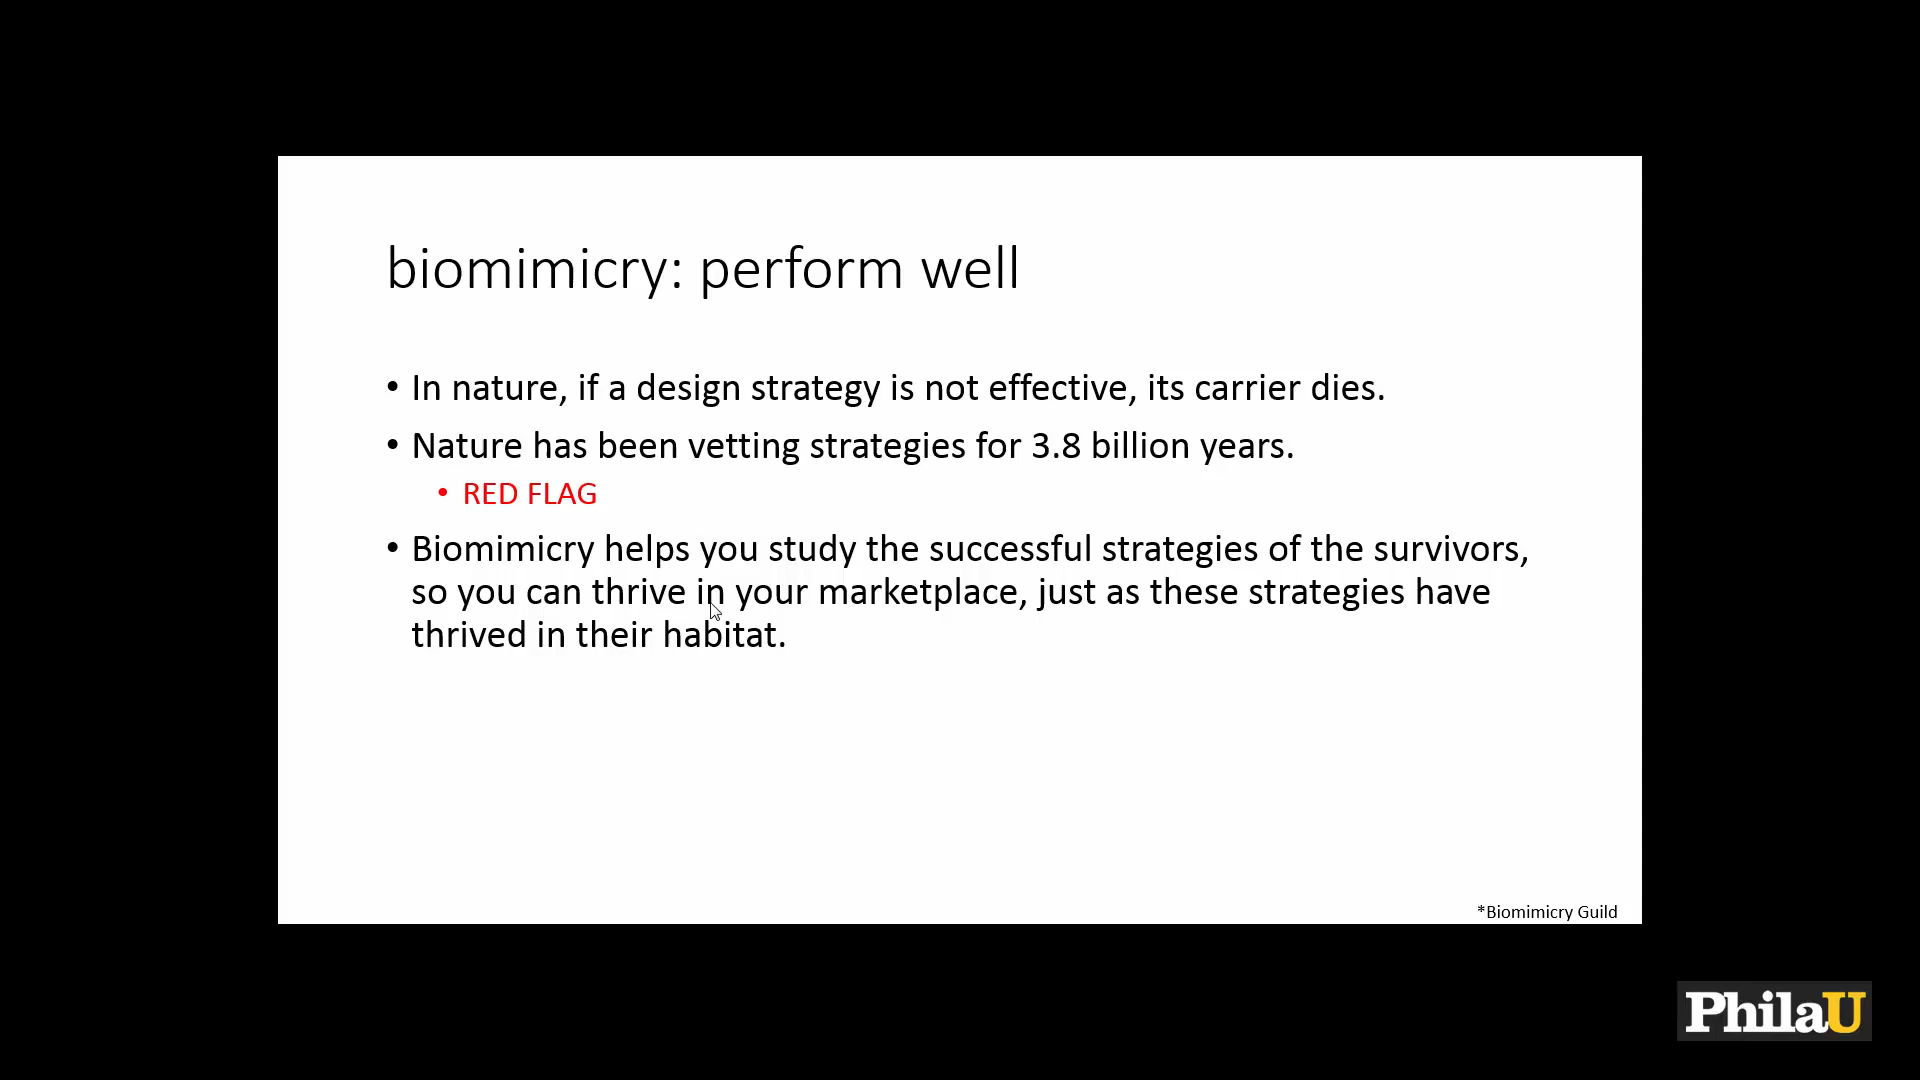 biomimicry: perform well
• In nature, if a design strategy is not effective, its carrier dies.
• Nature has been vetting strategies for 3.8 billion years.
• RED FLAG
• Biomimicry helps you study the successful strategies of the survivors,
so you can thrive in your marketplace, just as these strategies have
thrived in their habitat.
*Biomimicry Guild
PhilaU